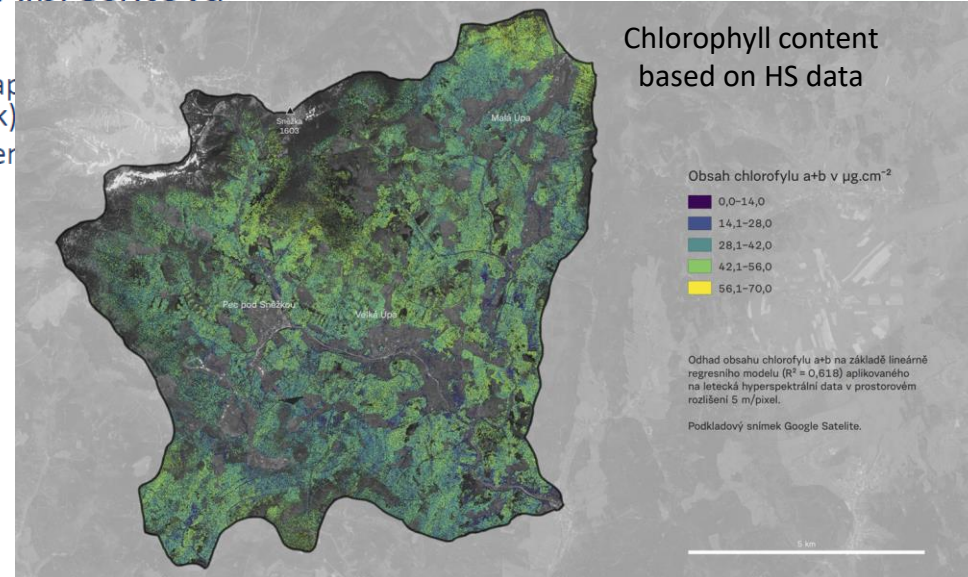 Chlorophyll content
based on HS data
Sněžka
1603
Malá Úpa
Pec pod Sněžkou
Velká Úpa
Obsah chlorofylu a+b v µg.cm⁻²
0,0–14,0
14,1–28,0
28,1–42,0
42,1–56,0
56,1–70,0
Odhad obsahu chlorofylu a+b na základě lineárně
regresního modelu (R² = 0,618) aplikovaného
na letecká hyperspektrální data v prostorovém
rozlišení 5 m/pixel.
Podkladový snímek Google Satelite.
5 km